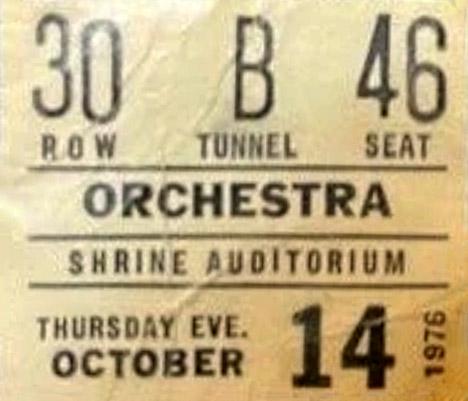 30 B 46
ROW TUNNEL SEAT
ORCHESTRA
SHRINE AUDITORIUM
THURSDAY EVE.
OCTOBER 14 1976